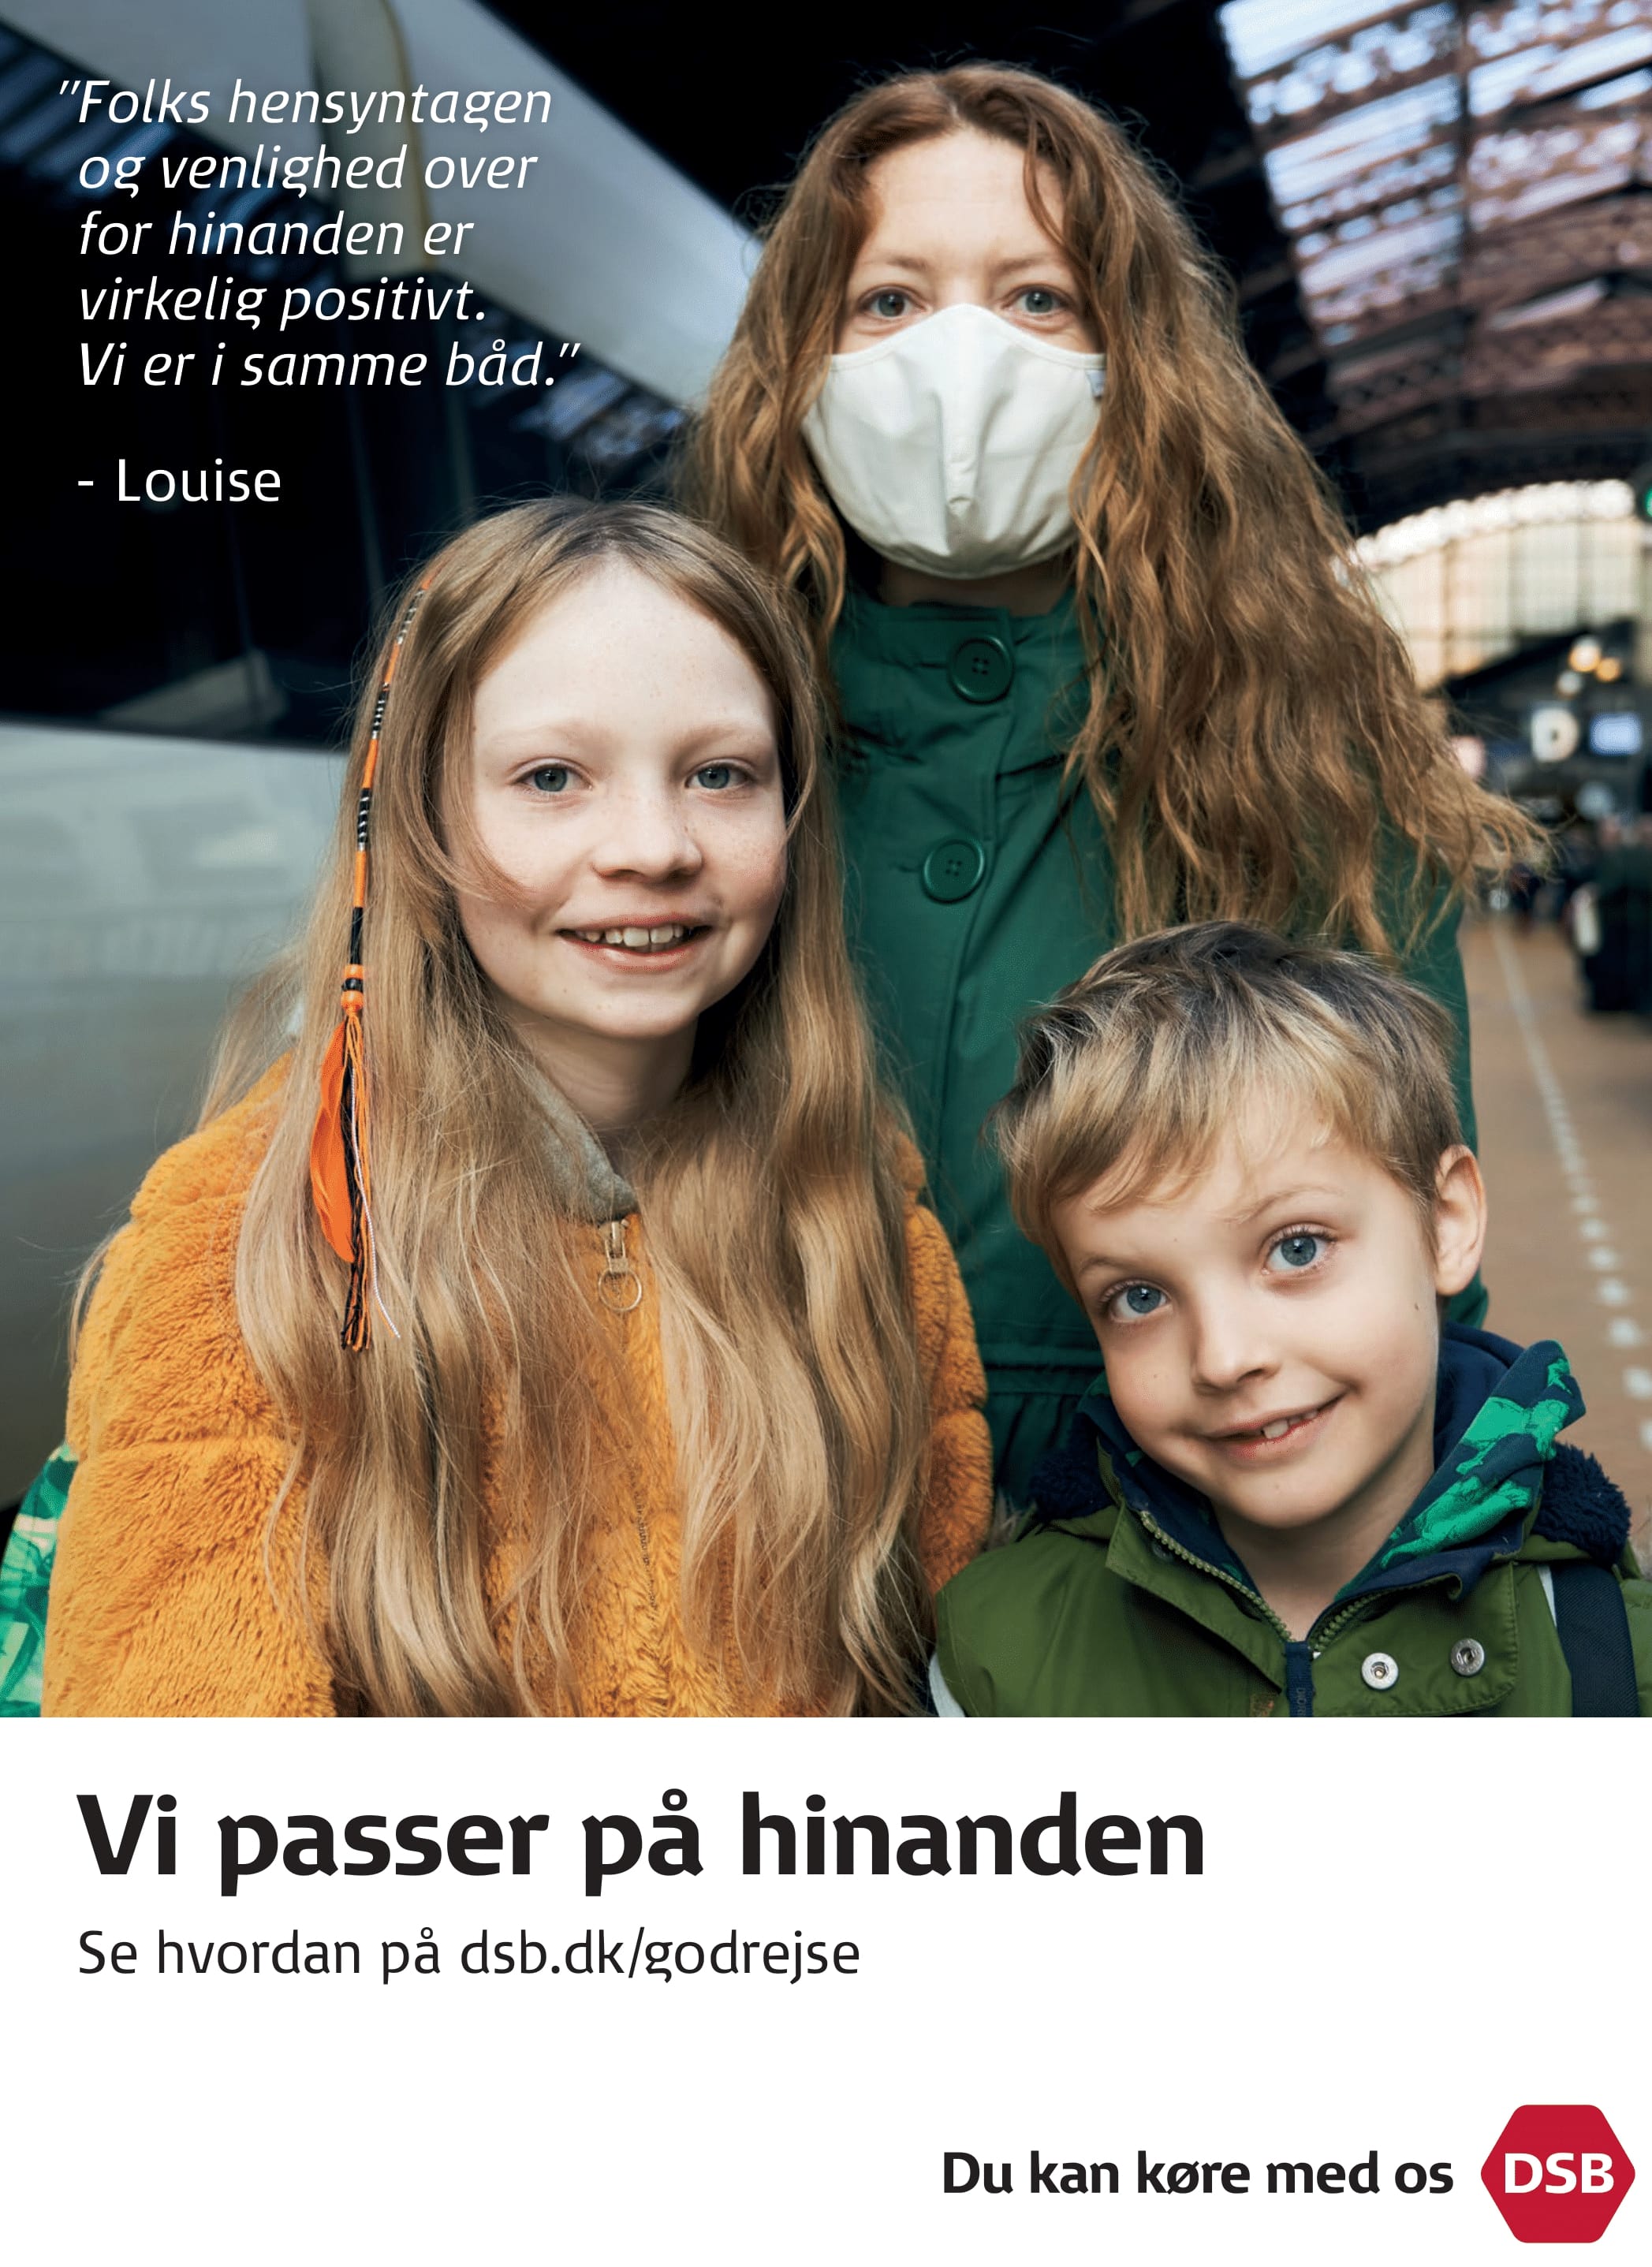 ”Folks hensyntagen
og venlighed over
for hinanden er
virkelig positivt.
Vi er i samme båd.”
- Louise
Vi passer på hinanden
Se hvordan på dsb.dk/godrejse
Du kan køre med os
DSB